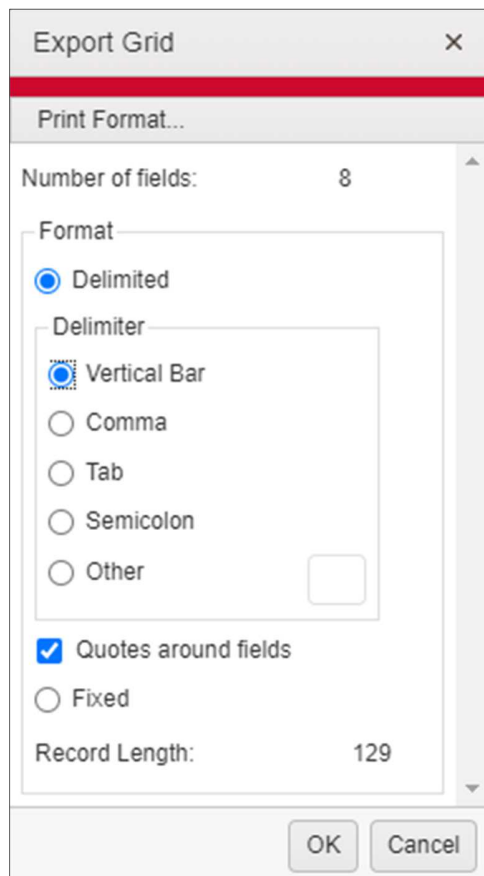 Export Grid ×
Print Format...
Number of fields: 8
Format
Delimited
Delimiter
Vertical Bar
Comma
Tab
Semicolon
Other
Quotes around fields
Fixed
Record Length: 129
OK Cancel